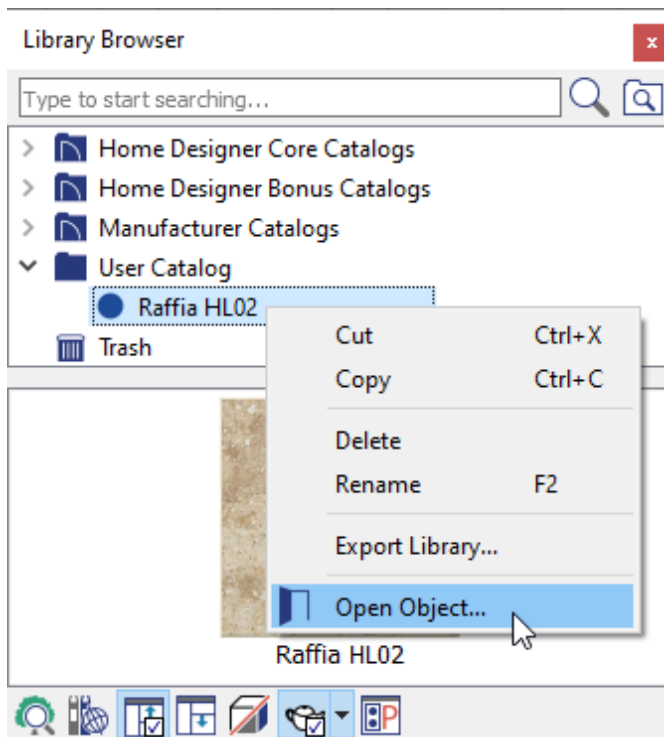 Library Browser
x
Type to start searching...
Home Designer Core Catalogs
Home Designer Bonus Catalogs
Manufacturer Catalogs
User Catalog
Raffia HL02
Trash
Cut Ctrl+X
Copy Ctrl+C
Delete
Rename F2
Export Library...
Open Object...
Raffia HL02
P